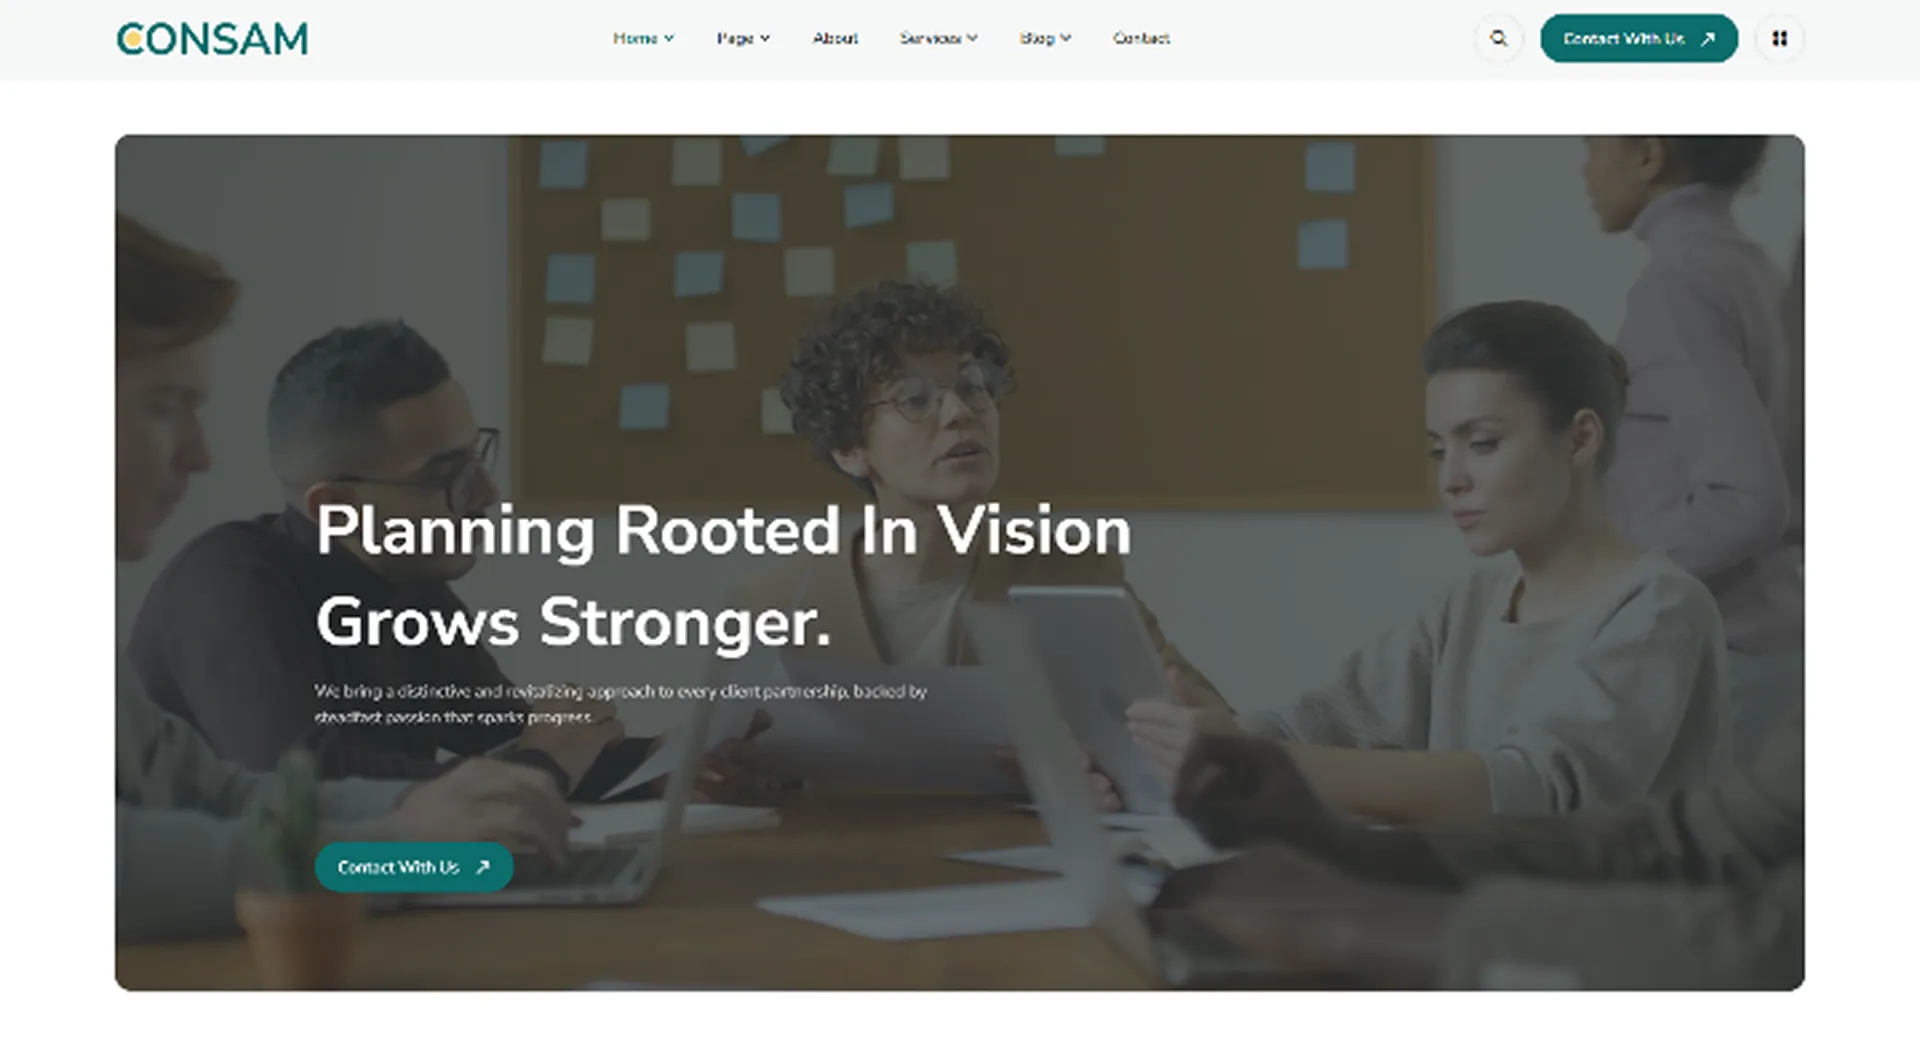 CONSAM
Home Page About Services Blog Contact
Contact With Us
Planning Rooted In Vision
Grows Stronger.
We bring a distinctive and revitalizing approach to every client partnership, backed by
steadfast passion that sparks progress.
Contact With Us